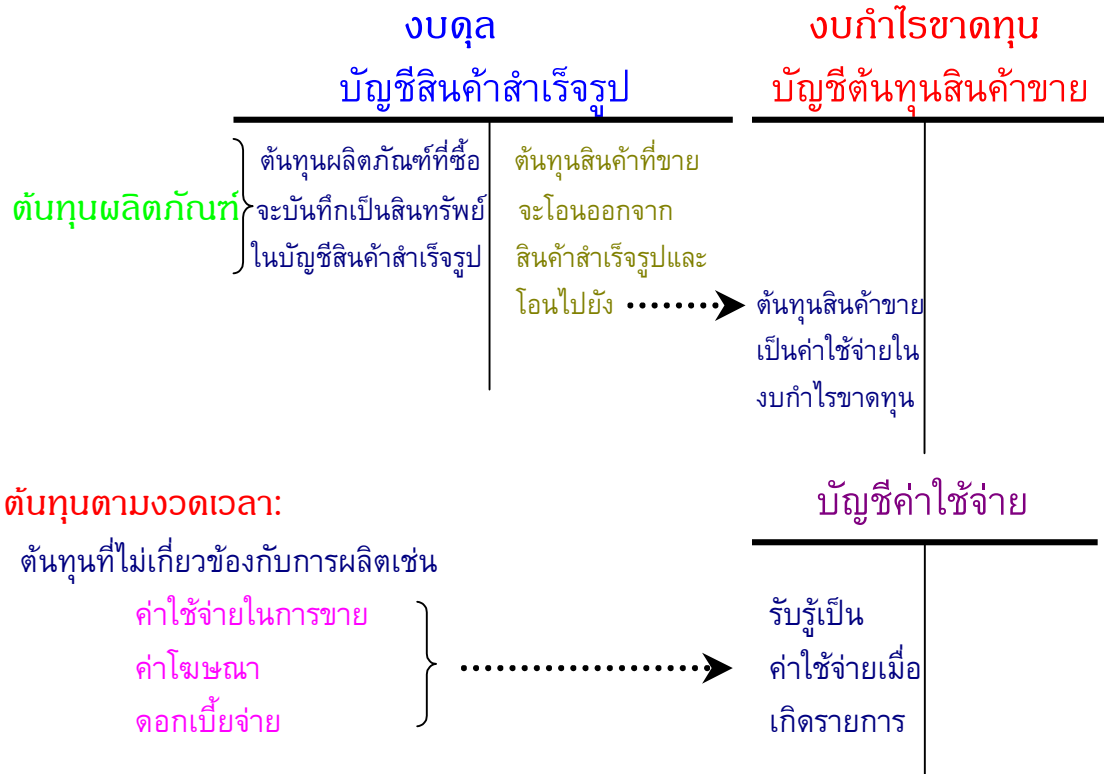 งบดุล
บัญชีสินค้าสำเร็จรูป
งบกำไรขาดทุน
บัญชีต้นทุนสินค้าขาย
ต้นทุนผลิตภัณฑ์
ต้นทุนผลิตภัณฑ์ที่ซื้อ
จะบันทึกเป็นสินทรัพย์
ในบัญชีสินค้าสำเร็จรูป
ต้นทุนสินค้าที่ขาย
จะโอนออกจาก
สินค้าสำเร็จรูปและ
โอนไปยัง
ต้นทุนสินค้าขาย
เป็นค่าใช้จ่ายใน
งบกำไรขาดทุน
ต้นทุนตามงวดเวลา:
ต้นทุนที่ไม่เกี่ยวข้องกับการผลิตเช่น
ค่าใช้จ่ายในการขาย
ค่าโฆษณา
ดอกเบี้ยจ่าย
บัญชีค่าใช้จ่าย
รับรู้เป็น
ค่าใช้จ่ายเมื่อ
เกิดรายการ